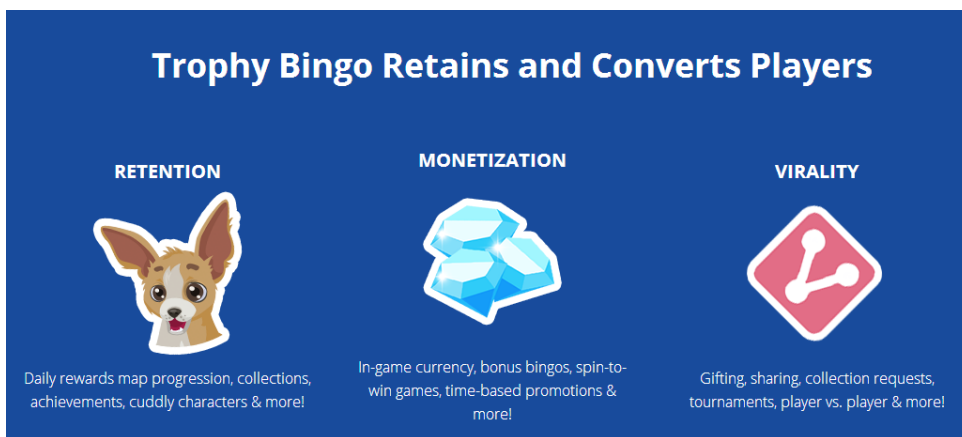 Trophy Bingo Retains and Converts Players
RETENTION
Daily rewards map progression, collections,
achievements, cuddly characters & more!
MONETIZATION
In-game currency, bonus bingos, spin-to-
win games, time-based promotions &
more!
VIRALITY
Gifting, sharing, collection requests,
tournaments, player vs. player & more!